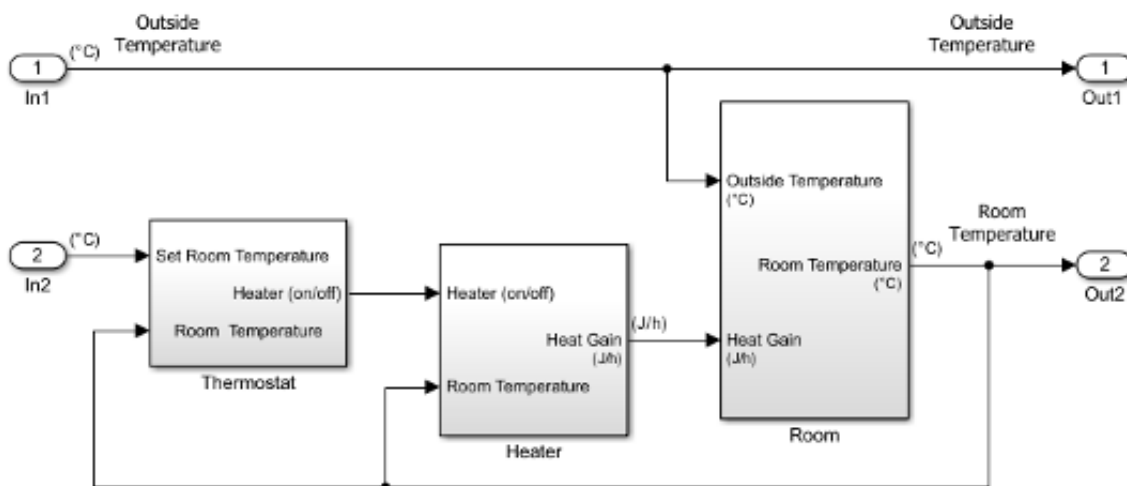 Outside
Temperature
(°C)
1
In1
Outside
Temperature
1
Out1
Outside Temperature
(°C)
Room Temperature
(°C)
Heat Gain
(J/h)
Room
(°C)
Room
Temperature
2
Out2
(°C)
2
In2
Set Room Temperature
Heater (on/off)
Room Temperature
Thermostat
Heater (on/off)
Heat Gain
(J/h)
Room Temperature
Heater
(J/h)